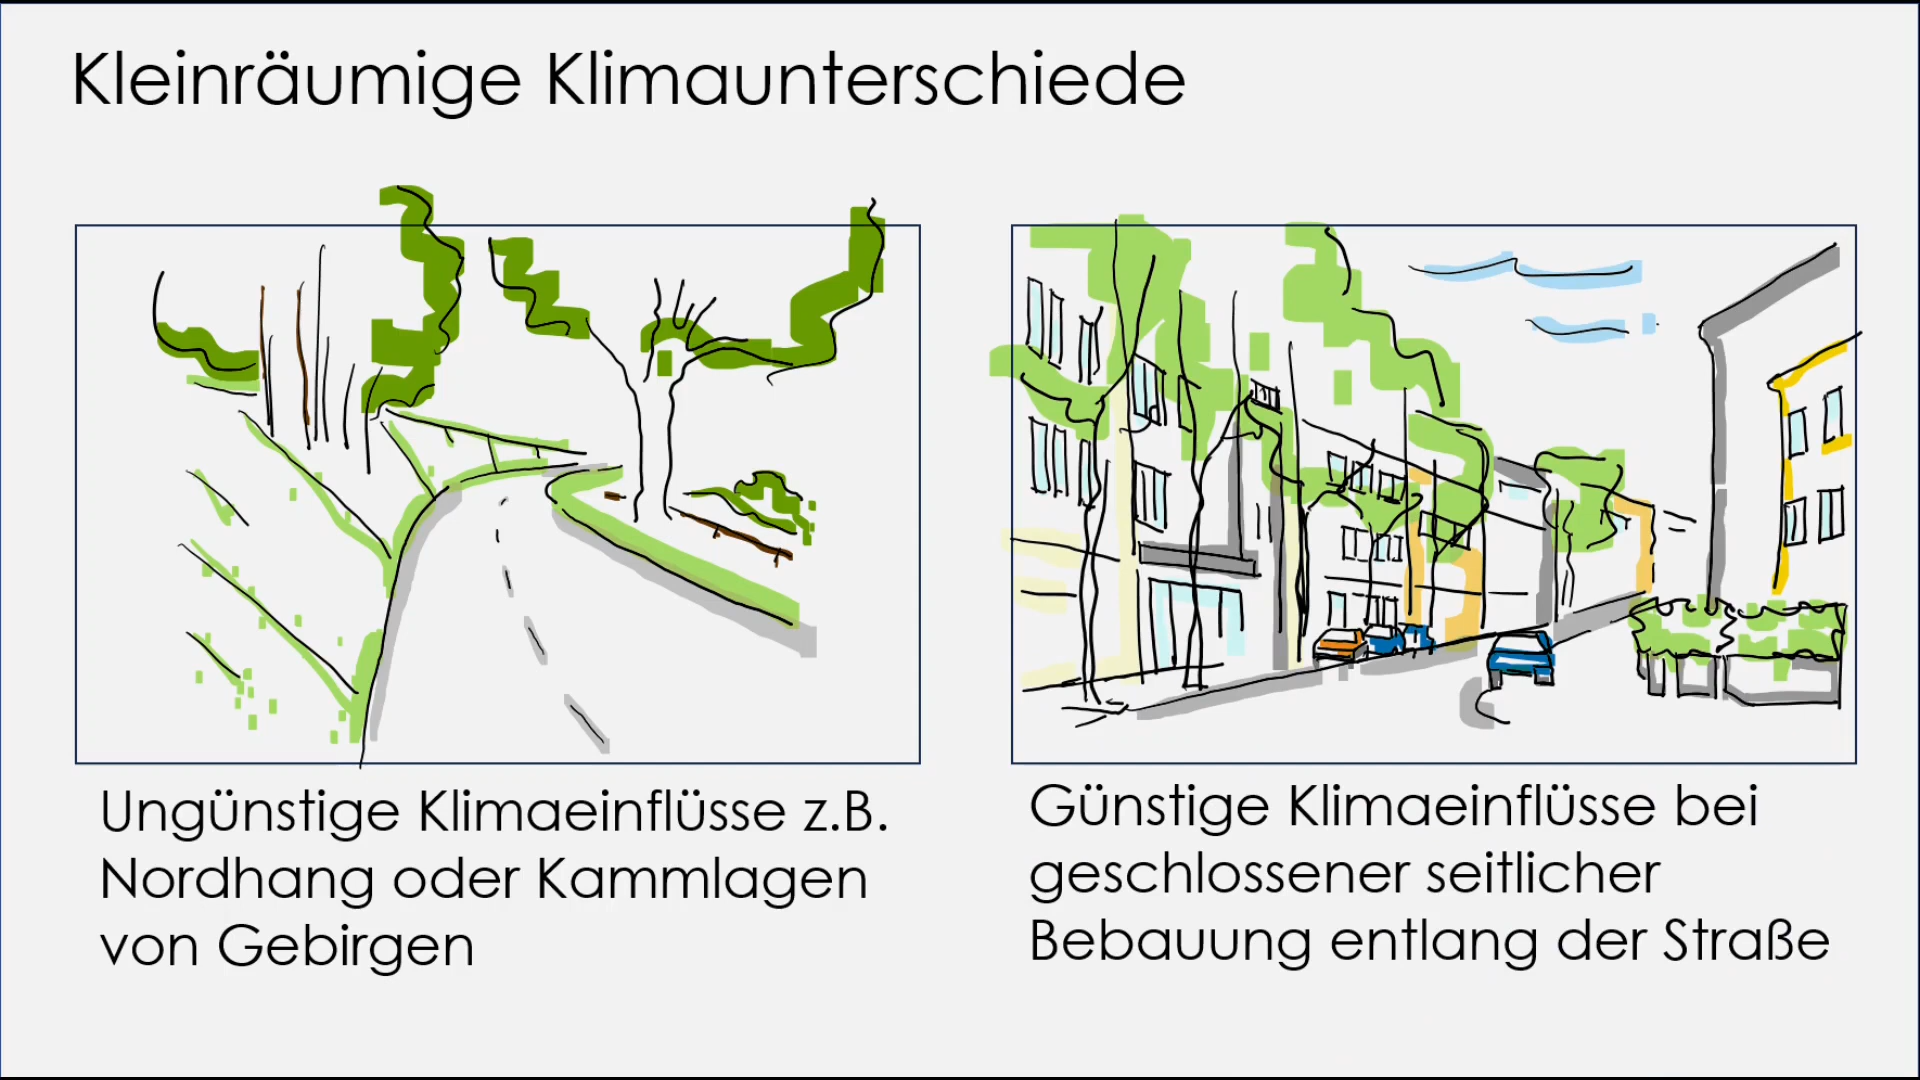 Kleinräumige Klimaunterschiede
Ungünstige Klimaeinflüsse z.B.
Nordhang oder Kammlagen
von Gebirgen
Günstige Klimaeinflüsse bei
geschlossener seitlicher
Bebauung entlang der Straße